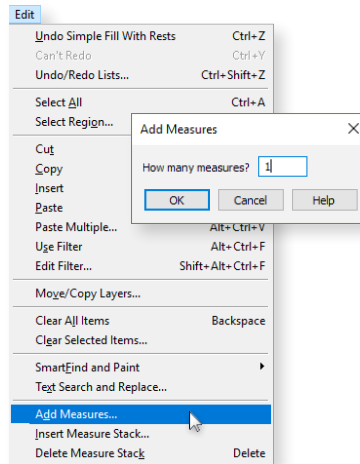 Edit
Undo Simple Fill With Rests Ctrl+Z
Can't Redo Ctrl+Y
Undo/Redo Lists... Ctrl+Shift+Z
Select All Ctrl+A
Select Region...
Add Measures
Cut
How many measures? 1
Copy
Insert
OK Cancel Help
Paste
Paste Multiple... Alt+Ctrl+V
Use Filter Alt+Ctrl+F
Edit Filter... Shift+Alt+Ctrl+F
Move/Copy Layers...
Clear All Items Backspace
Clear Selected Items...
SmartFind and Paint
Text Search and Replace...
Add Measures...
Insert Measure Stack...
Delete Measure Stack Delete